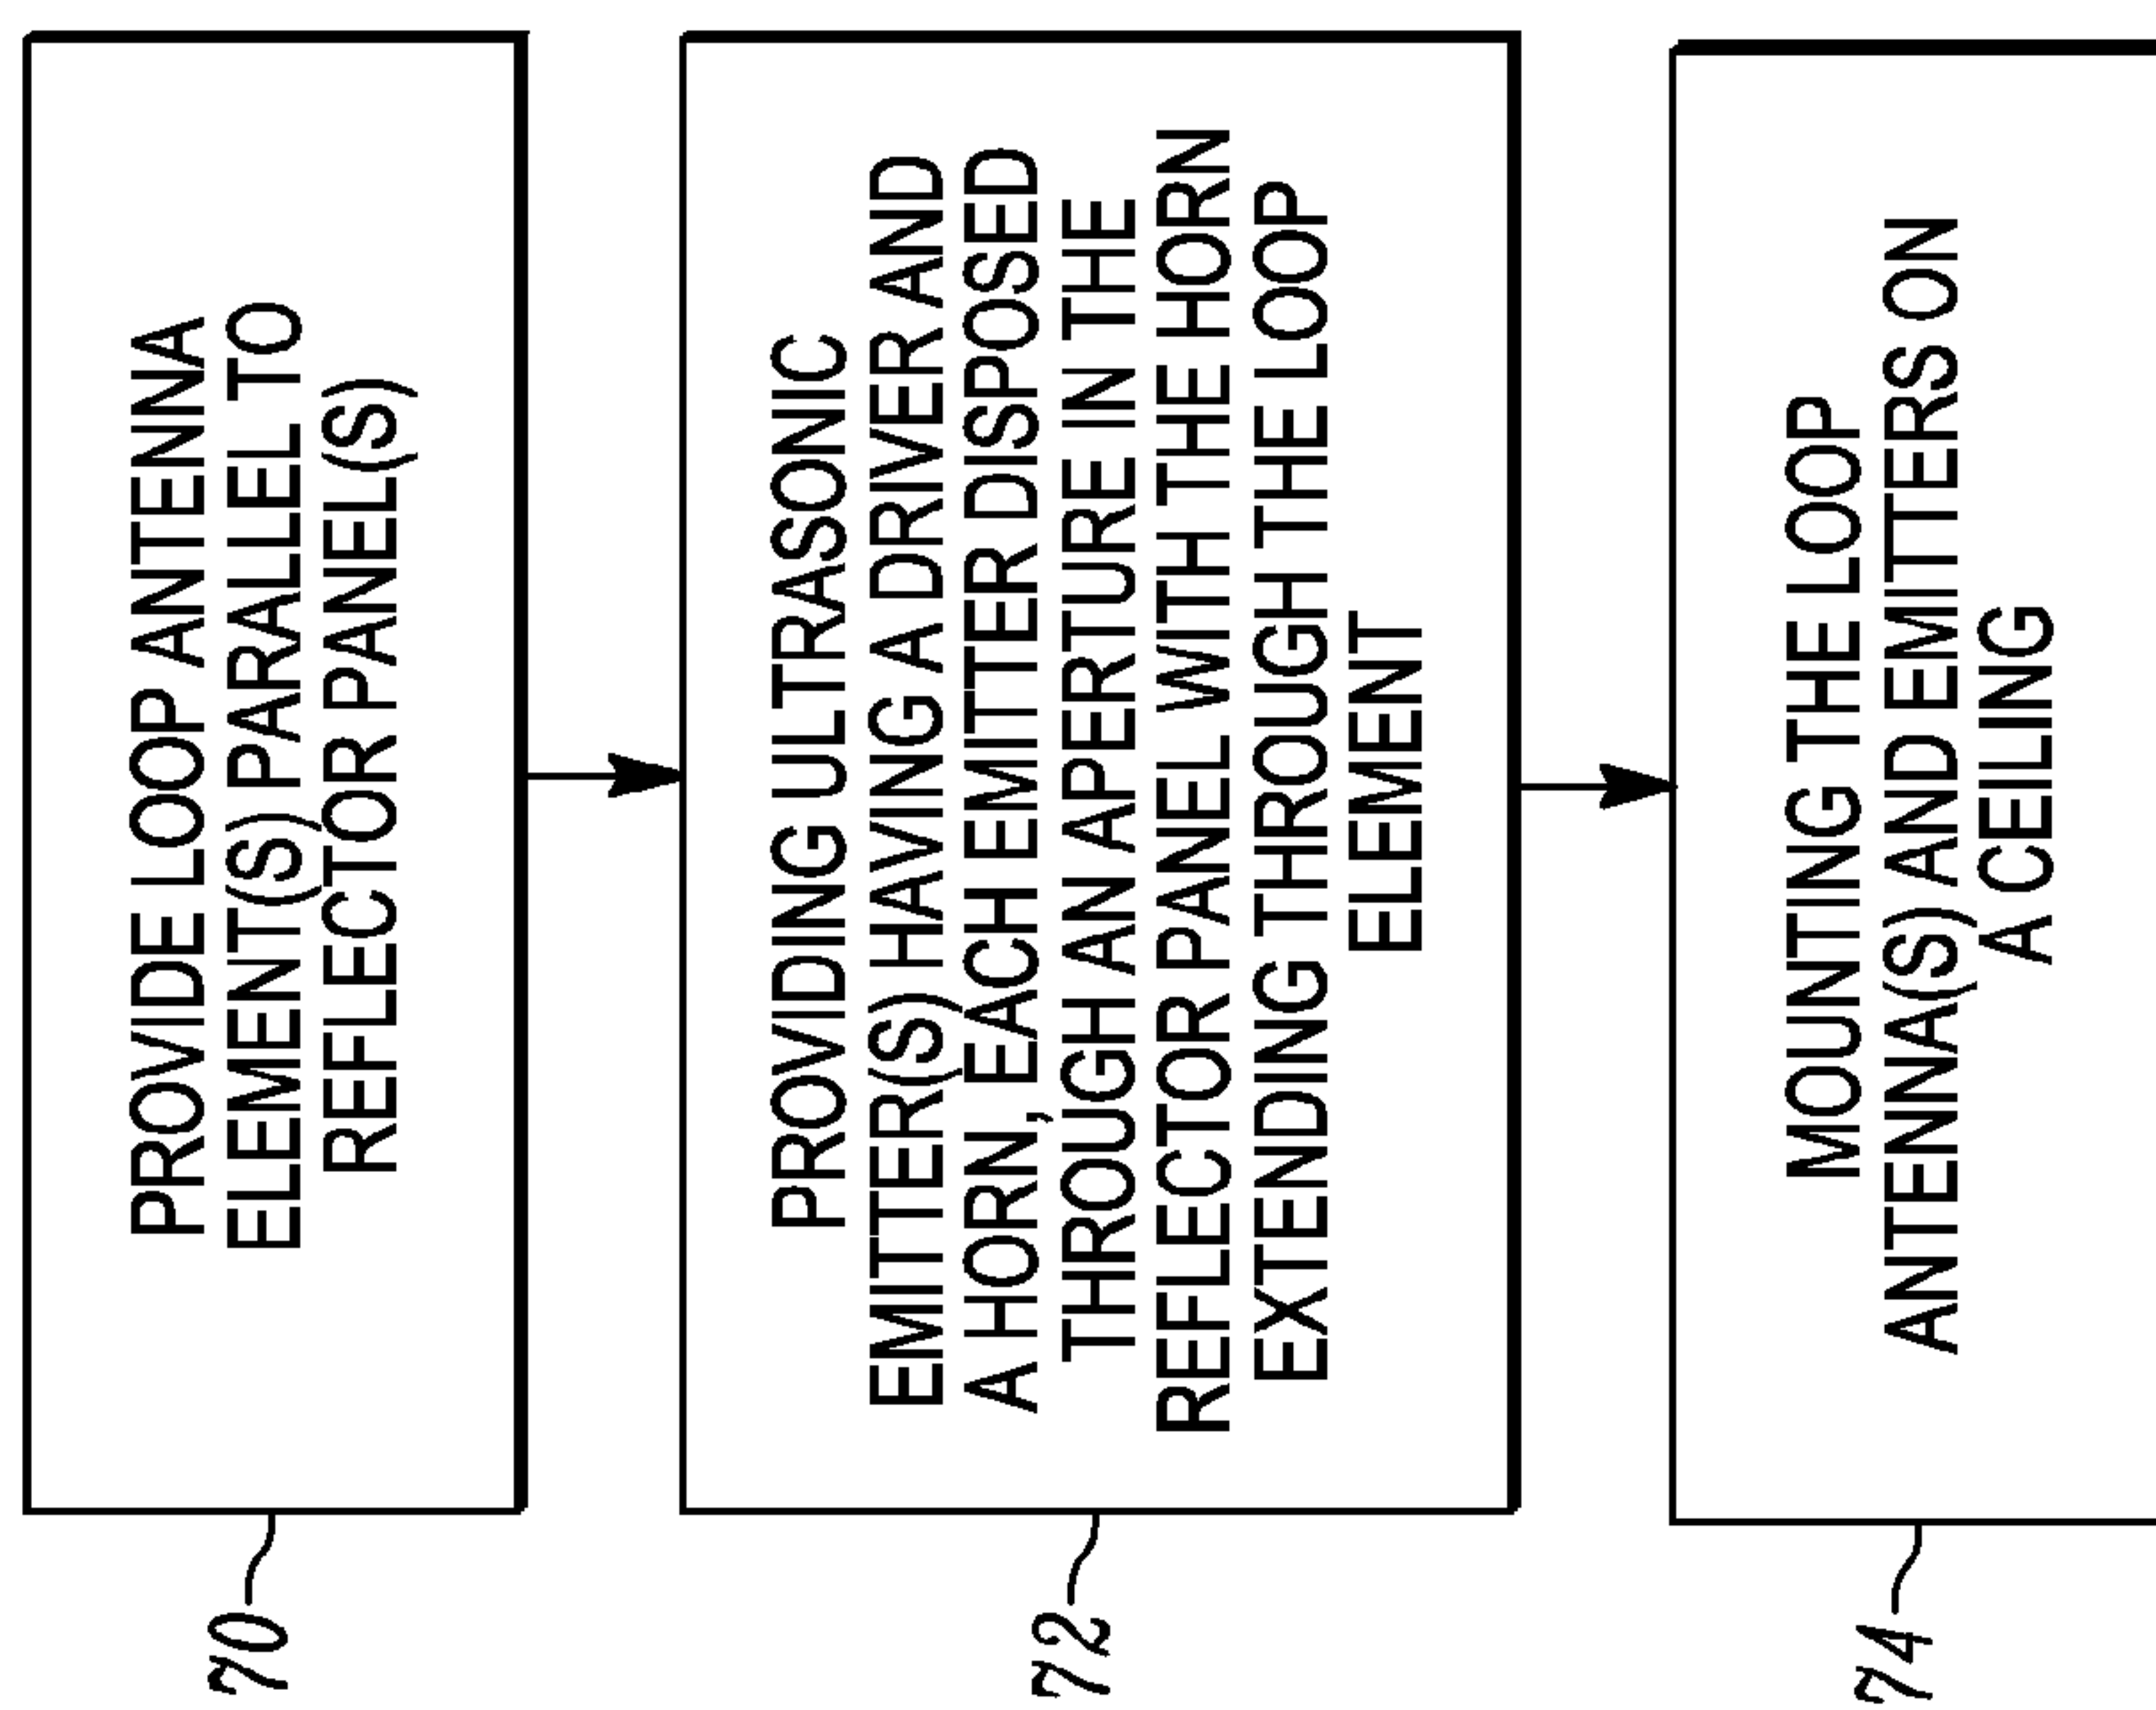 PROVIDE LOOP ANTENNA
ELEMENT(S) PARALLEL TO
REFLECTOR PANEL(S)
70
PROVIDING ULTRASONIC
EMITTER(S) HAVING A DRIVER AND
A HORN, EACH EMITTER DISPOSED
THROUGH AN APERTURE IN THE
REFLECTOR PANEL WITH THE HORN
EXTENDING THROUGH THE LOOP
ELEMENT
72
MOUNTING THE LOOP
ANTENNA(S) AND EMITTERS ON
A CEILING
74